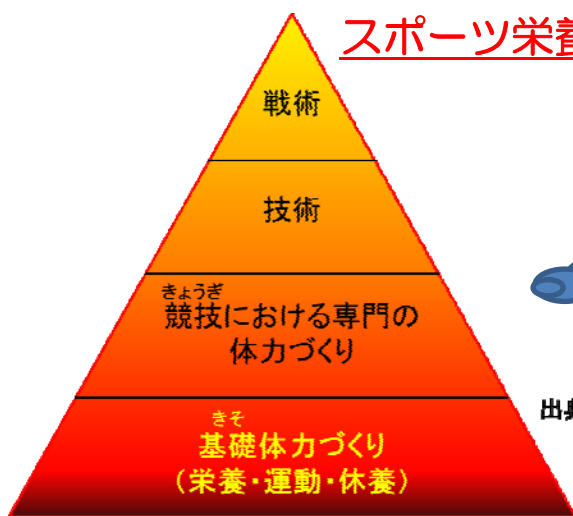 スポーツ栄養
戦術
技術
きょうぎ
競技における専門の
体力づくり
きそ
基礎体力づくり
(栄養・運動・休養)
出典